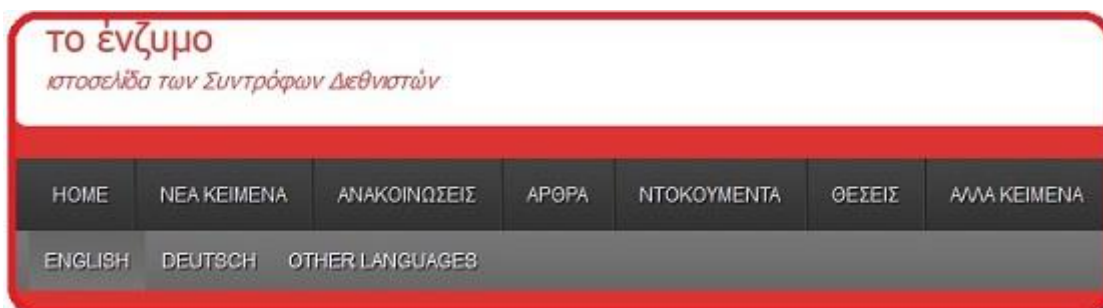 το ένζυμο
ιστοσελίδα των Συντρόφων Διεθνιστών
HOME ΝΕΑ ΚΕΙΜΕΝΑ ΑΝΑΚΟΙΝΩΣΕΙΣ ΑΡΘΡΑ ΝΤΟΚΟΥΜΕΝΤΑ ΘΕΣΕΙΣ ΑΛΛΑ ΚΕΙΜΕΝΑ
ENGLISH DEUTSCH OTHER LANGUAGES